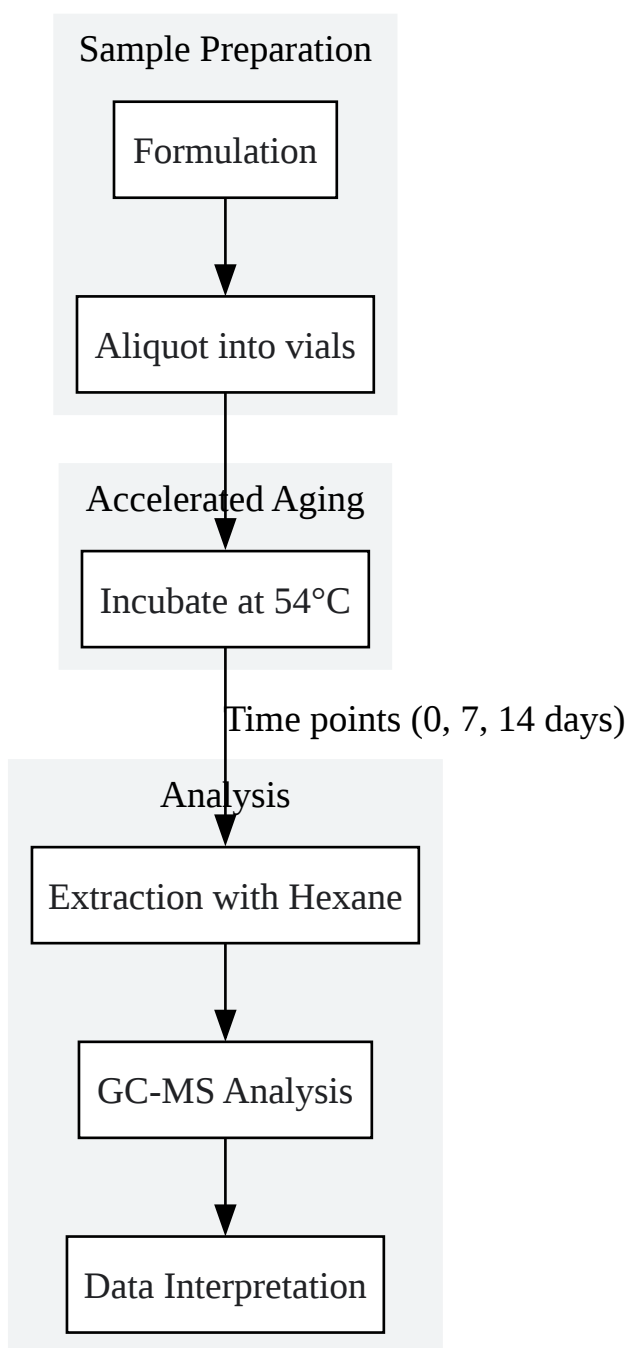 Sample Preparation
Formulation
Aliquot into vials
Accelerated Aging
Incubate at 54°C
Time points (0, 7, 14 days)
Analysis
Extraction with Hexane
GC-MS Analysis
Data Interpretation